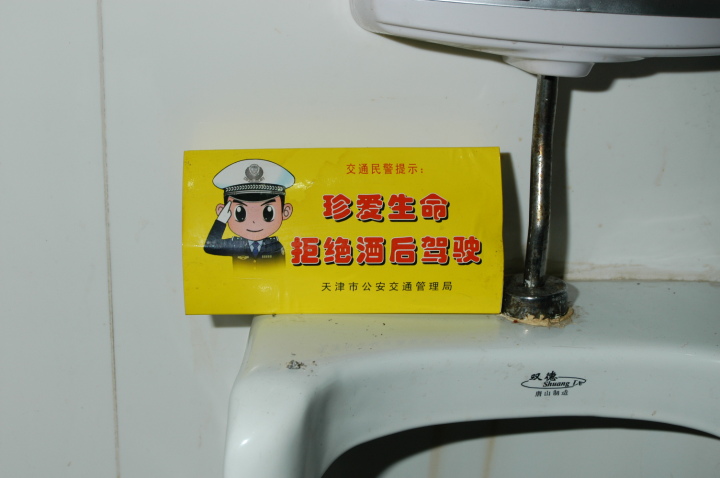 交通民警提示：
珍爱生命
拒绝酒后驾驶
天津市公安交通管理局
双德
Shuang De
唐山制造